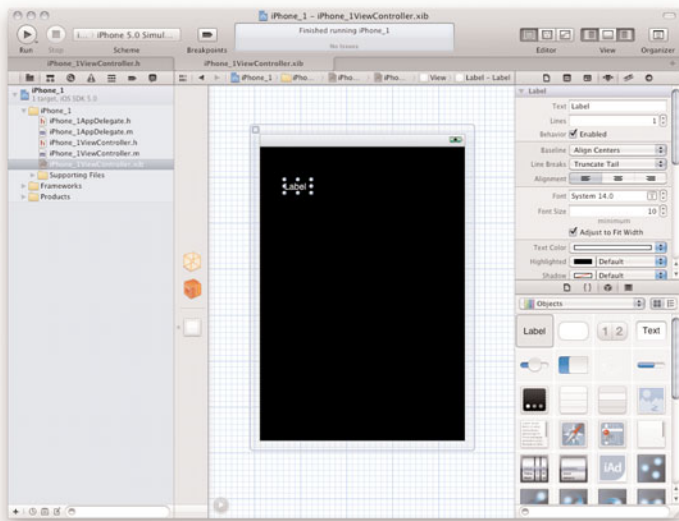 iPhone_1 – iPhone_1ViewController.xib
Run
Stop
i... iPhone 5.0 Simul...
Scheme
Breakpoints
Finished running iPhone_1
No Issues
Editor
View
Organizer
iPhone_1ViewController.h
iPhone_1ViewController.xib
iPhone_1
iPho...
iPho...
iPho...
View
Label – Label
iPhone_1
1 target, iOS SDK 5.0
iPhone_1
iPhone_1AppDelegate.h
iPhone_1AppDelegate.m
iPhone_1ViewController.h
iPhone_1ViewController.m
iPhone_1ViewController.xib
Supporting Files
Frameworks
Products
Label
Label
Text Label
Lines 1
Behavior Enabled
Baseline Align Centers
Line Breaks Truncate Tail
Alignment
Font System 14.0
Font Size 10
minimum
Adjust to Fit Width
Text Color
Highlighted Default
Shadow Default
Objects
Label
1 2
Text
iAd